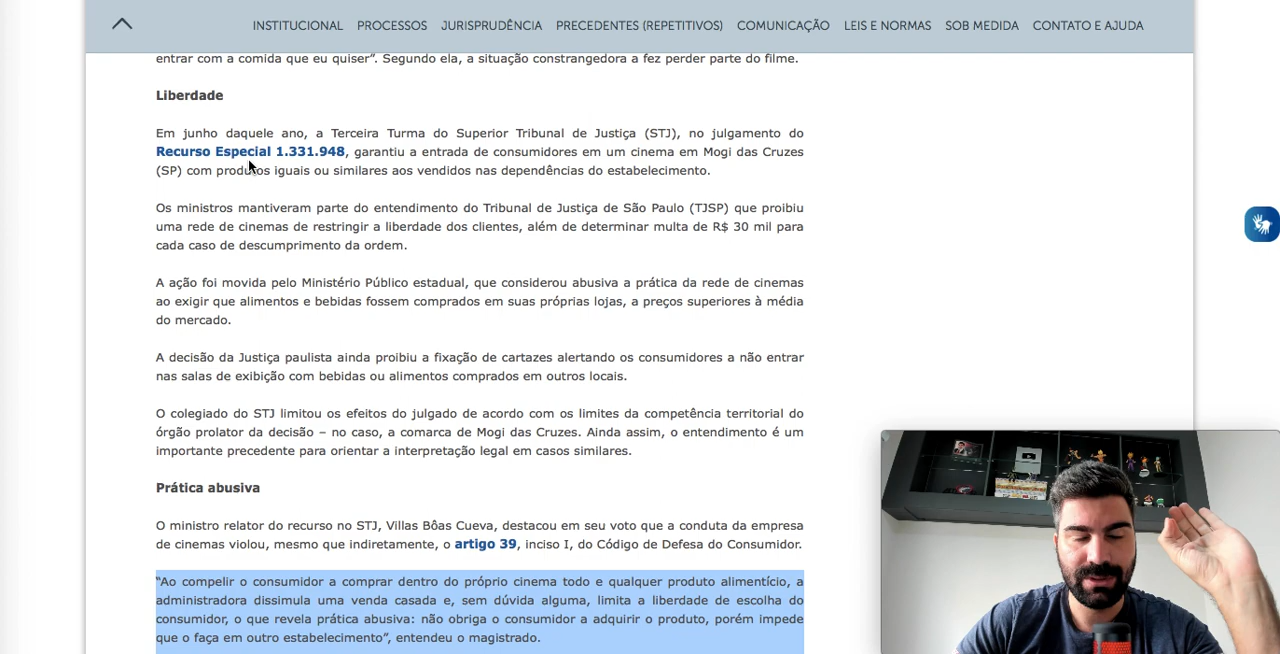 INSTITUCIONAL PROCESSOS JURISPRUDÊNCIA PRECEDENTES (REPETITIVOS) COMUNICAÇÃO LEIS E NORMAS SOB MEDIDA CONTATO E AJUDA
entrar com a comida que eu quiser”. Segundo ela, a situação constrangedora a fez perder parte do filme.
Liberdade
Em junho daquele ano, a Terceira Turma do Superior Tribunal de Justiça (STJ), no julgamento do
Recurso Especial 1.331.948, garantiu a entrada de consumidores em um cinema em Mogi das Cruzes
(SP) com produtos iguais ou similares aos vendidos nas dependências do estabelecimento.
Os ministros mantiveram parte do entendimento do Tribunal de Justiça de São Paulo (TJSP) que proibiu
uma rede de cinemas de restringir a liberdade dos clientes, além de determinar multa de R$ 30 mil para
cada caso de descumprimento da ordem.
A ação foi movida pelo Ministério Público estadual, que considerou abusiva a prática da rede de cinemas
ao exigir que alimentos e bebidas fossem comprados em suas próprias lojas, a preços superiores à média
do mercado.
A decisão da Justiça paulista ainda proibiu a fixação de cartazes alertando os consumidores a não entrar
nas salas de exibição com bebidas ou alimentos comprados em outros locais.
O colegiado do STJ limitou os efeitos do julgado de acordo com os limites da competência territorial do
órgão prolator da decisão – no caso, a comarca de Mogi das Cruzes. Ainda assim, o entendimento é um
importante precedente para orientar a interpretação legal em casos similares.
Prática abusiva
O ministro relator do recurso no STJ, Villas Bôas Cueva, destacou em seu voto que a conduta da empresa
de cinemas violou, mesmo que indiretamente, o artigo 39, inciso I, do Código de Defesa do Consumidor.
“Ao compelir o consumidor a comprar dentro do próprio cinema todo e qualquer produto alimentício, a
administradora dissimula uma venda casada e, sem dúvida alguma, limita a liberdade de escolha do
consumidor, o que revela prática abusiva: não obriga o consumidor a adquirir o produto, porém impede
que o faça em outro estabelecimento”, entendeu o magistrado.